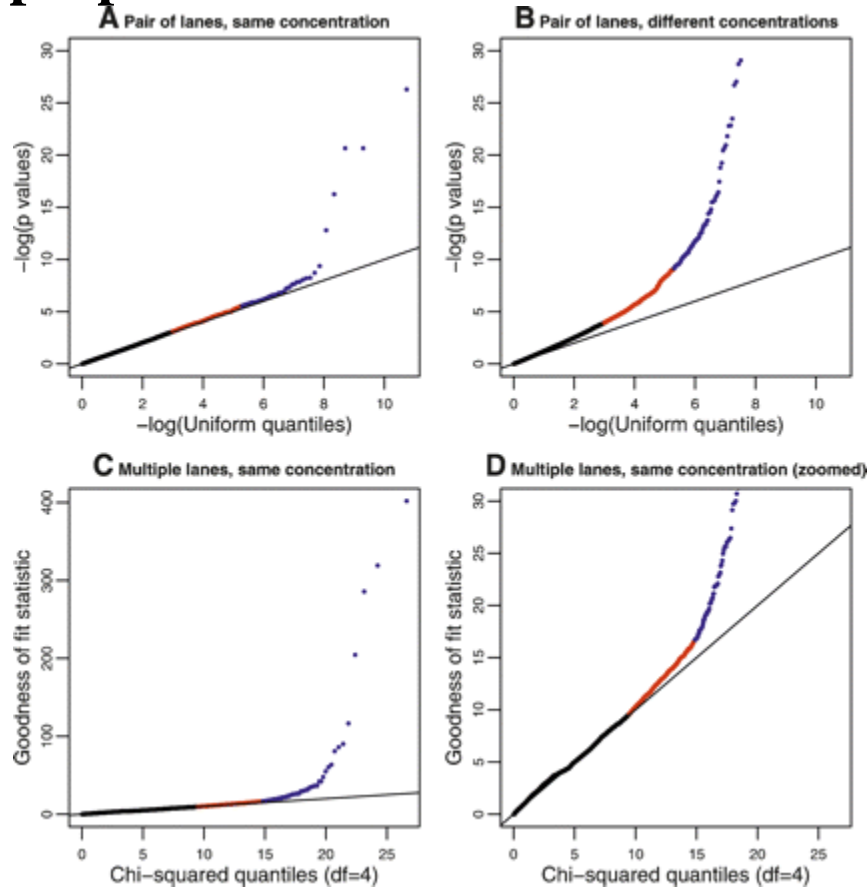 A Pair of lanes, same concentration
30
25
20
15
10
5
0
−log(p values)
0 2 4 6 8 10
−log(Uniform quantiles)
B Pair of lanes, different concentrations
30
25
20
15
10
5
0
−log(p values)
0 2 4 6 8 10
−log(Uniform quantiles)
C Multiple lanes, same concentration
400
300
200
100
0
Goodness of fit statistic
0 5 10 15 20 25
Chi−squared quantiles (df=4)
D Multiple lanes, same concentration (zoomed)
30
25
20
15
10
5
0
Goodness of fit statistic
0 5 10 15 20 25
Chi−squared quantiles (df=4)